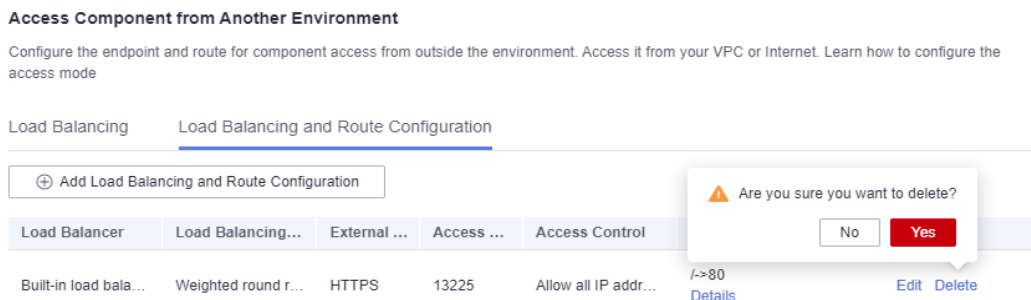 Access Component from Another Environment
Configure the endpoint and route for component access from outside the environment. Access it from your VPC or Internet. Learn how to configure the
access mode
Load Balancing Load Balancing and Route Configuration
Add Load Balancing and Route Configuration
Are you sure you want to delete?
No Yes
Load Balancer Load Balancing... External ... Access ... Access Control
Built-in load bala... Weighted round r... HTTPS 13225 Allow all IP addr... /->80 Edit Delete
Details